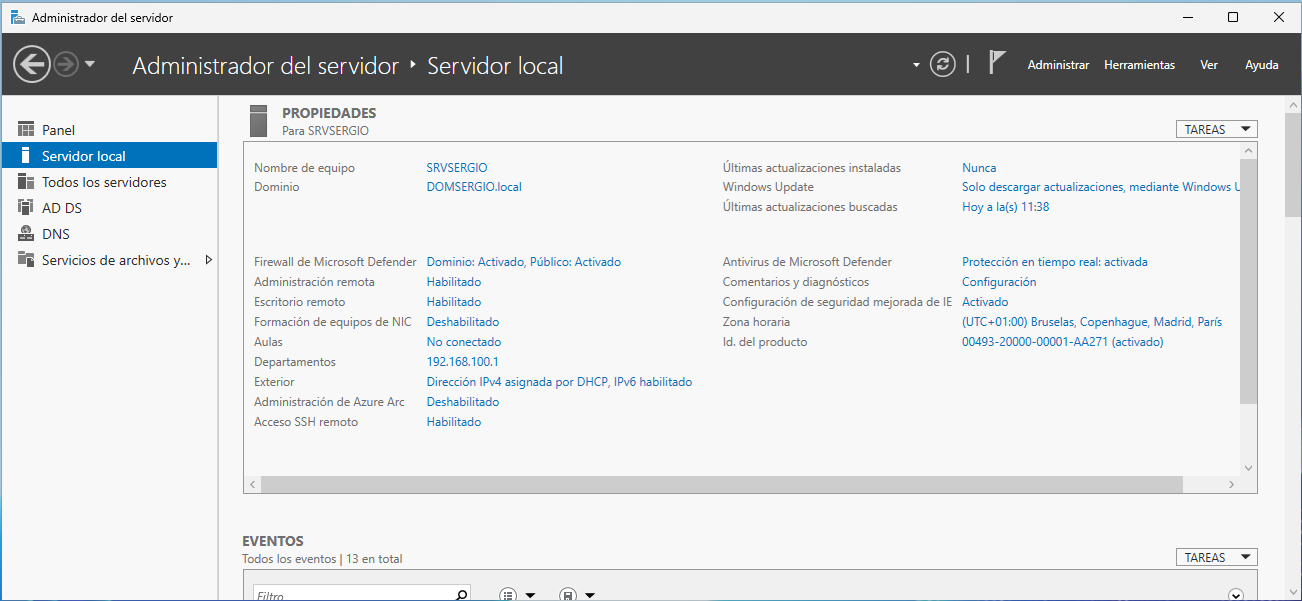 Administrador del servidor
Administrador del servidor ‣ Servidor local
Administrar Herramientas Ver Ayuda
Panel
Servidor local
Todos los servidores
AD DS
DNS
Servicios de archivos y...
PROPIEDADES
Para SRVSERGIO
TAREAS
Nombre de equipo SRVSERGIO
Dominio DOMSERGIO.local
Últimas actualizaciones instaladas Nunca
Windows Update Solo descargar actualizaciones, mediante Windows U
Últimas actualizaciones buscadas Hoy a la(s) 11:38
Firewall de Microsoft Defender Dominio: Activado, Público: Activado
Administración remota Habilitado
Escritorio remoto Habilitado
Formación de equipos de NIC Deshabilitado
Aulas No conectado
Departamentos 192.168.100.1
Exterior Dirección IPv4 asignada por DHCP, IPv6 habilitado
Administración de Azure Arc Deshabilitado
Acceso SSH remoto Habilitado
Antivirus de Microsoft Defender Protección en tiempo real: activada
Comentarios y diagnósticos Configuración
Configuración de seguridad mejorada de IE Activado
Zona horaria (UTC+01:00) Bruselas, Copenhague, Madrid, París
Id. del producto 00493-20000-00001-AA271 (activado)
EVENTOS
Todos los eventos | 13 en total
TAREAS
Filtro